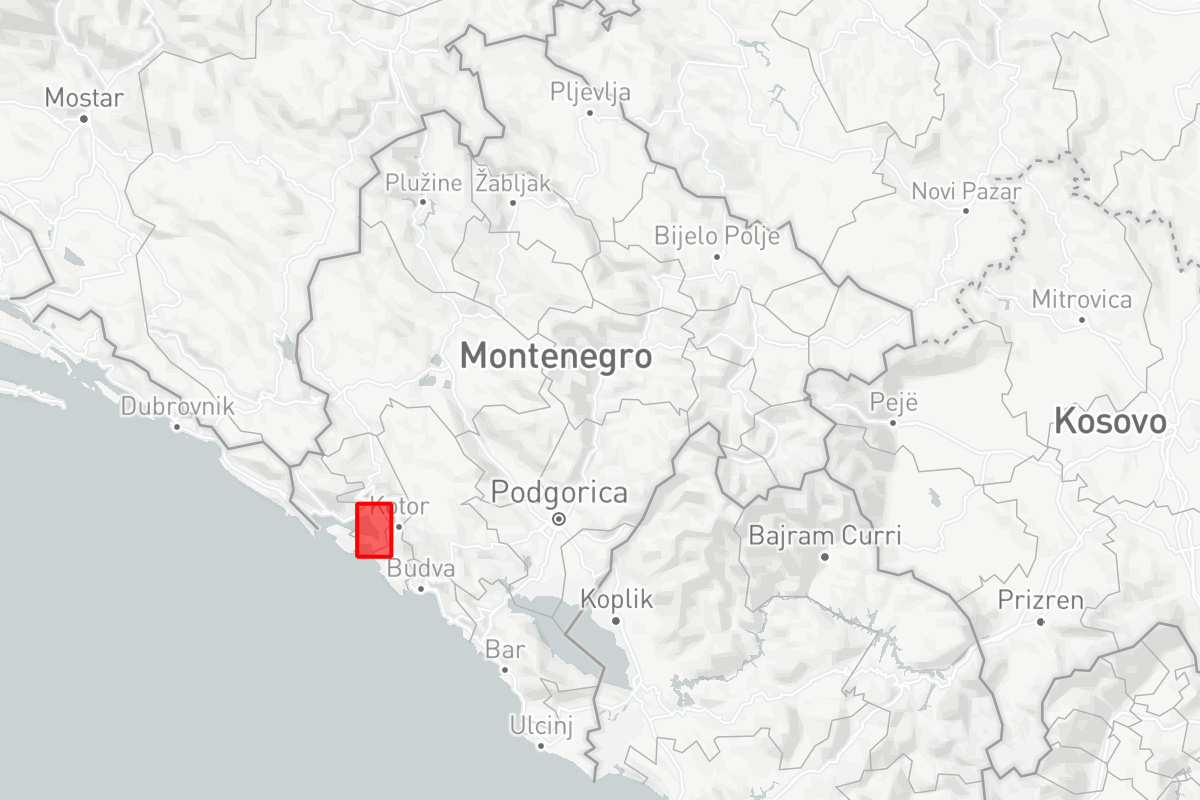 Pljevlja
Mostar
Plužine
Žabljak
Novi Pazar
Bijelo Polje
Mitrovica
Montenegro
Pejë
Dubrovnik
Kosovo
Podgorica
Kotor
Bajram Curri
Budva
Koplik
Prizren
Bar
Ulcinj